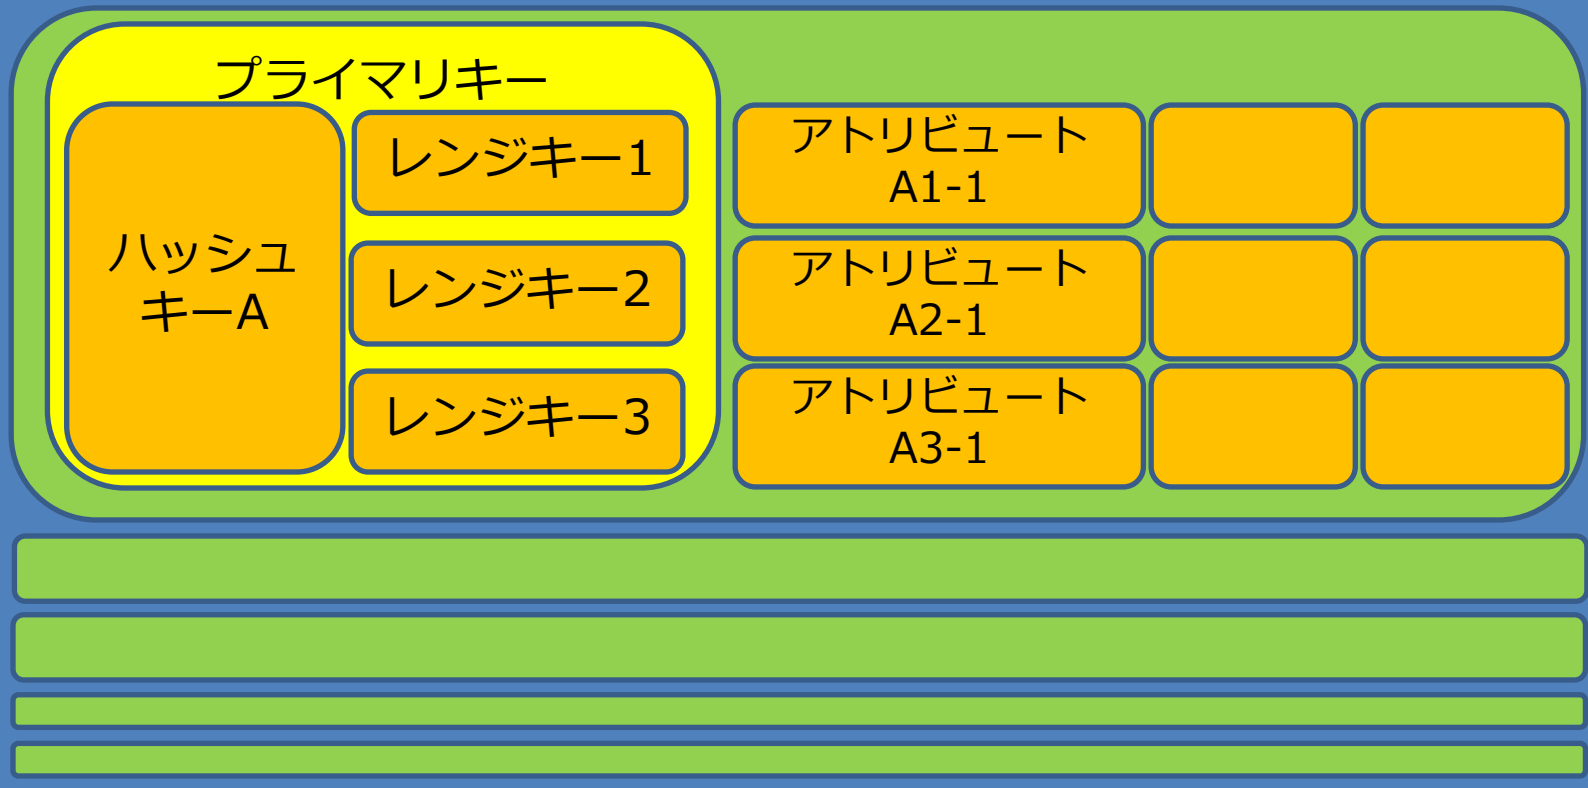 プライマリキー
ハッシュ
キーA
レンジキー1
アトリビュート
A1-1
レンジキー2
アトリビュート
A2-1
レンジキー3
アトリビュート
A3-1